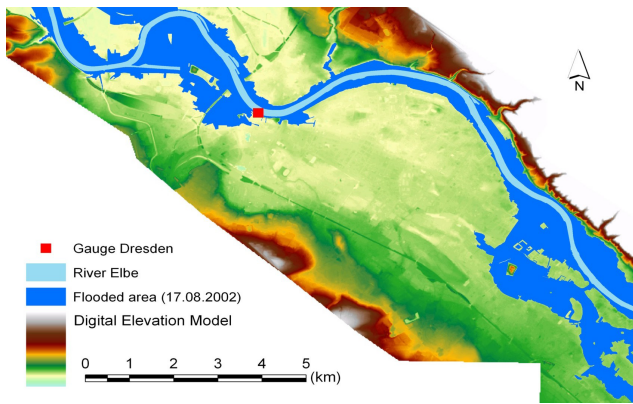 N
Gauge Dresden
River Elbe
Flooded area (17.08.2002)
Digital Elevation Model
0 1 2 3 4 5
(km)